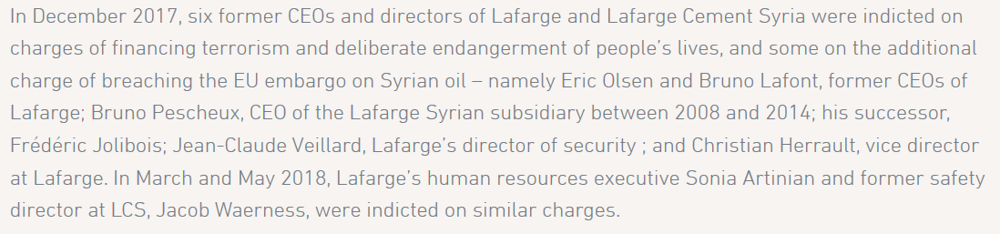 In December 2017, six former CEOs and directors of Lafarge and Lafarge Cement Syria were indicted on
charges of financing terrorism and deliberate endangerment of people’s lives, and some on the additional
charge of breaching the EU embargo on Syrian oil – namely Eric Olsen and Bruno Lafont, former CEOs of
Lafarge; Bruno Pescheux, CEO of the Lafarge Syrian subsidiary between 2008 and 2014; his successor,
Frédéric Jolibois; Jean-Claude Veillard, Lafarge’s director of security ; and Christian Herrault, vice director
at Lafarge. In March and May 2018, Lafarge’s human resources executive Sonia Artinian and former safety
director at LCS, Jacob Waerness, were indicted on similar charges.